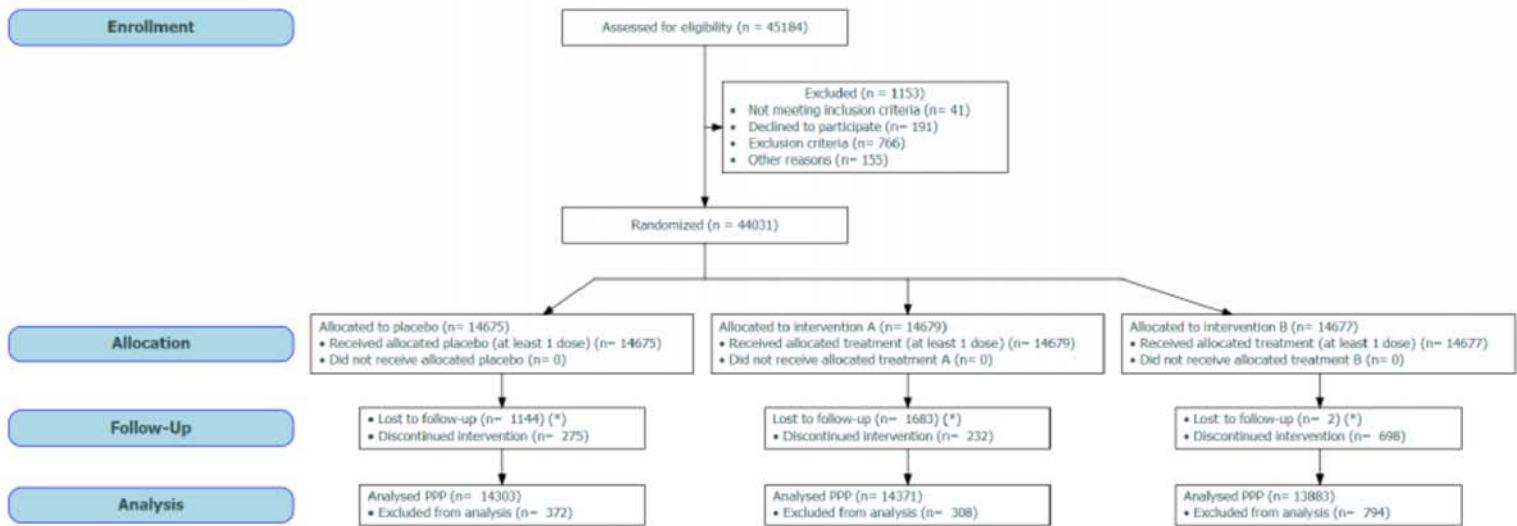 Enrollment
Assessed for eligibility (n = 45184)
Excluded (n = 1153)
• Not meeting inclusion criteria (n= 41)
• Declined to participate (n= 191)
• Exclusion criteria (n= 766)
• Other reasons (n= 155)
Randomized (n = 44031)
Allocation
Allocated to placebo (n= 14675)
• Received allocated placebo (at least 1 dose) (n= 14675)
• Did not receive allocated placebo (n= 0)
Allocated to intervention A (n= 14679)
• Received allocated treatment (at least 1 dose) (n= 14679)
• Did not receive allocated treatment A (n= 0)
Allocated to intervention B (n= 14677)
• Received allocated treatment (at least 1 dose) (n= 14677)
• Did not receive allocated treatment B (n= 0)
Follow-Up
• Lost to follow-up (n= 1144) (*)
• Discontinued intervention (n= 275)
Lost to follow-up (n= 1683) (*)
• Discontinued intervention (n= 232)
• Lost to follow-up (n= 2) (*)
• Discontinued intervention (n= 698)
Analysis
Analysed PPP (n= 14303)
• Excluded from analysis (n= 372)
Analysed PPP (n= 14371)
• Excluded from analysis (n= 308)
Analysed PPP (n= 13883)
• Excluded from analysis (n= 794)